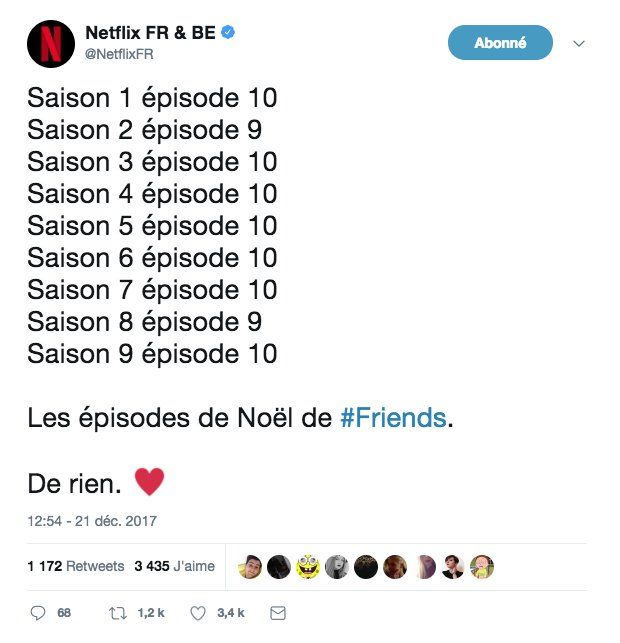 Netflix FR & BE
@NetflixFR
Abonné
Saison 1 épisode 10
Saison 2 épisode 9
Saison 3 épisode 10
Saison 4 épisode 10
Saison 5 épisode 10
Saison 6 épisode 10
Saison 7 épisode 10
Saison 8 épisode 9
Saison 9 épisode 10
Les épisodes de Noël de #Friends.
De rien. ❤
12:54 - 21 déc. 2017
1 172 Retweets 3 435 J'aime
68 1,2 k 3,4 k